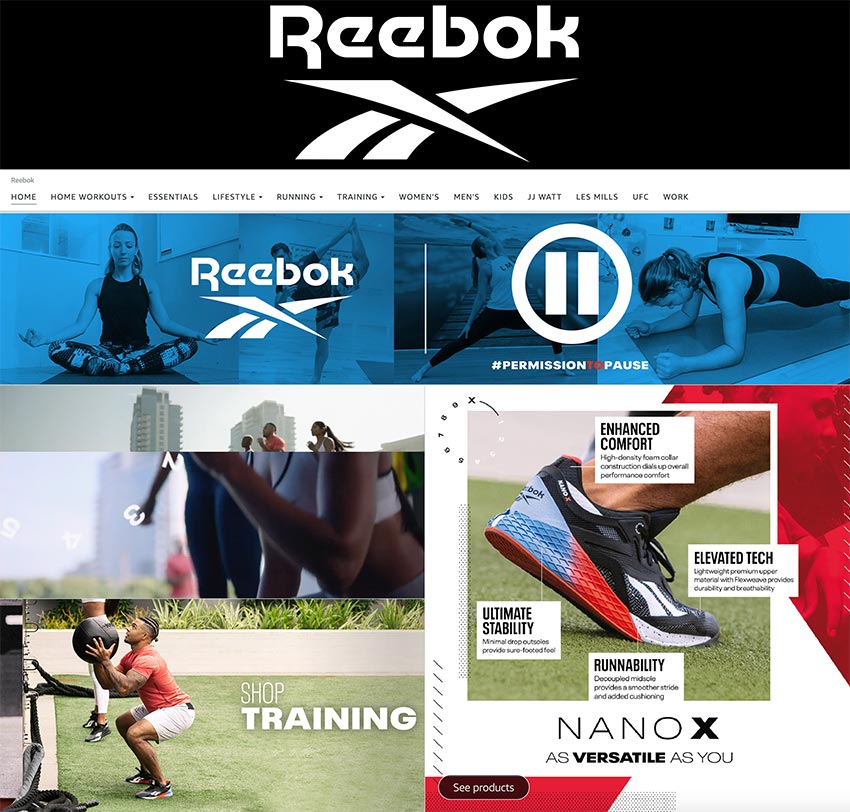 Reebok
Reebok
HOME HOME WORKOUTS ESSENTIALS LIFESTYLE RUNNING TRAINING WOMEN'S MEN'S KIDS JJ WATT LES MILLS UFC WORK
Reebok
#PERMISSIONTOPAUSE
ENHANCED
COMFORT
High-density foam collar
construction dials up overall
performance comfort
Reebok
NANO X
ELEVATED TECH
Lightweight premium upper
material with Flexweave provides
durability and breathability
ULTIMATE
STABILITY
Minimal drop outsoles
provide sure-footed feel
RUNNABILITY
Decoupled midsole
provides a smoother stride
and added cushioning
SHOP
TRAINING
NANO X
AS VERSATILE AS YOU
See products